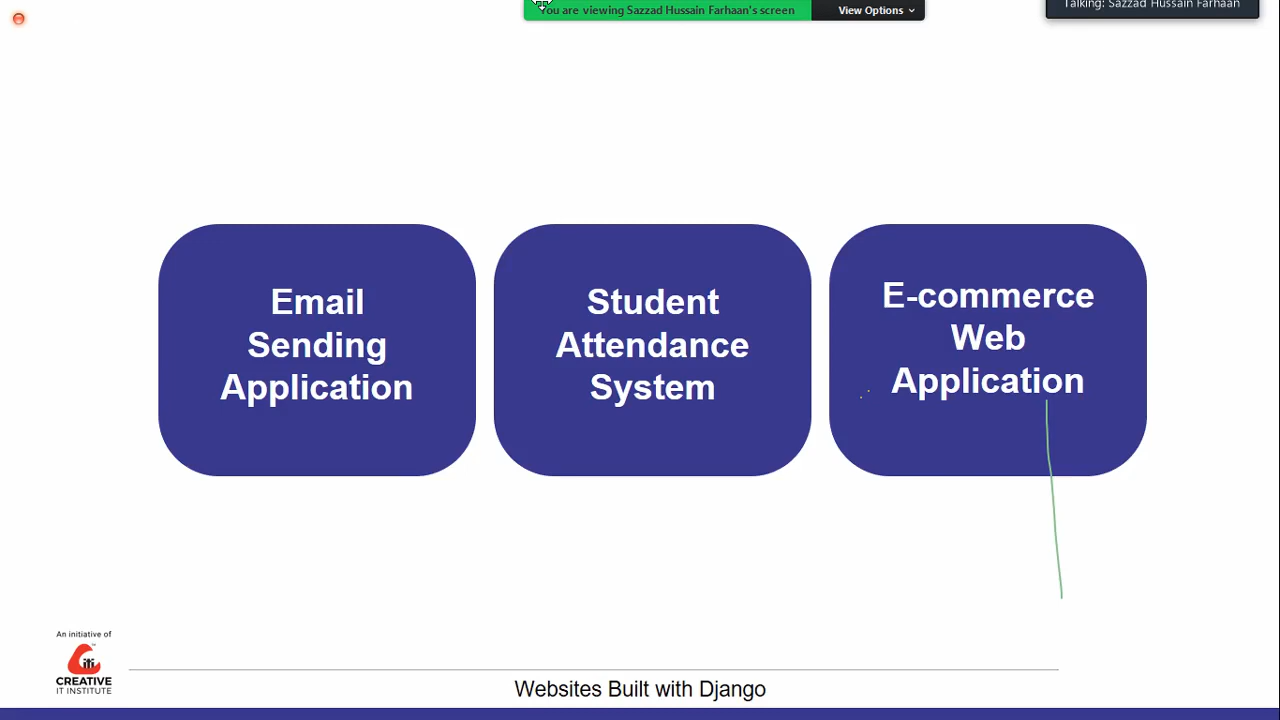 You are viewing Sazzad Hussain Farhaan's screen
View Options
Talking: Sazzad Hussain Farhaan
Email
Sending
Application
Student
Attendance
System
E-commerce
Web
Application
An initiative of
CREATIVE
IT INSTITUTE
Websites Built with Django